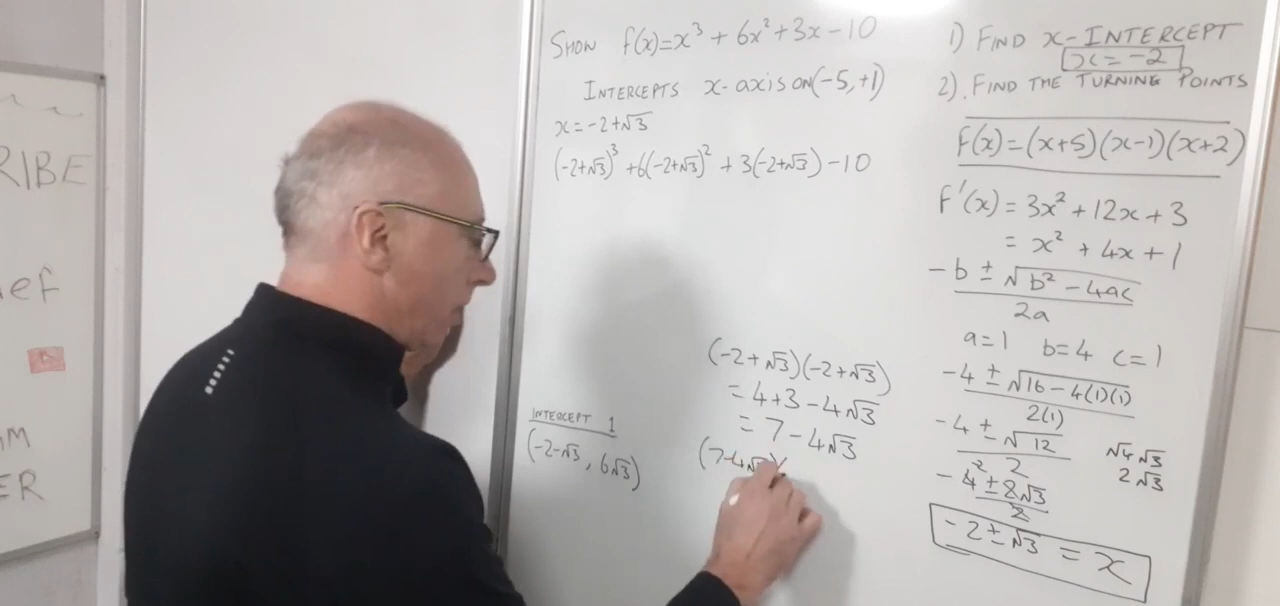 RIBE
ef
M
ER
SHOW f(x)=x³ + 6x² + 3x - 10
INTERCEPTS x-axis on (-5, +1)
x = -2+√3
(-2+√3)³ + 6(-2+√3)² + 3(-2+√3) - 10
(-2+√3)(-2+√3)
= 4+3-4√3
= 7-4√3
(7-4√3)(
INTERCEPT 1
(-2-√3, 6√3)
1) FIND x-INTERCEPT
x = -2
2). FIND THE TURNING POINTS
f(x)=(x+5)(x-1)(x+2)
f'(x) = 3x² + 12x + 3
= x² + 4x + 1
-b ± √b² - 4ac
2a
a=1 b=4 c=1
-4 ± √16-4(1)(1)
2(1)
-4 ± √12
2
√4 √3
2√3
-4² ± 2√3
2
-2 ± √3 = x